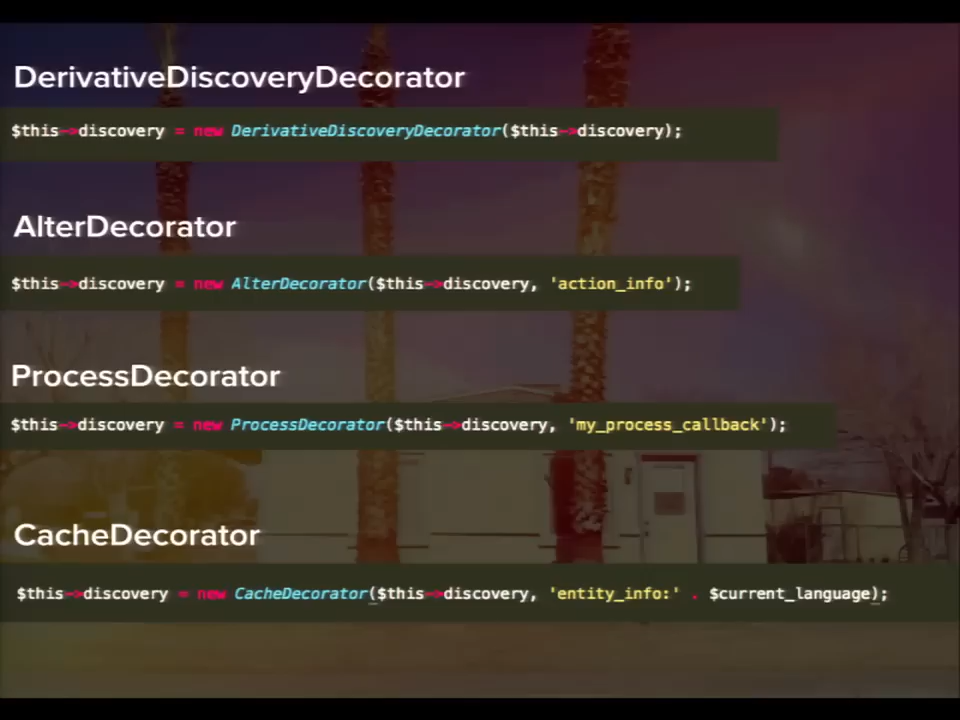 DerivativeDiscoveryDecorator
$this->discovery = new DerivativeDiscoveryDecorator($this->discovery);
AlterDecorator
$this->discovery = new AlterDecorator($this->discovery, 'action_info');
ProcessDecorator
$this->discovery = new ProcessDecorator($this->discovery, 'my_process_callback');
CacheDecorator
$this->discovery = new CacheDecorator($this->discovery, 'entity_info:' . $current_language);